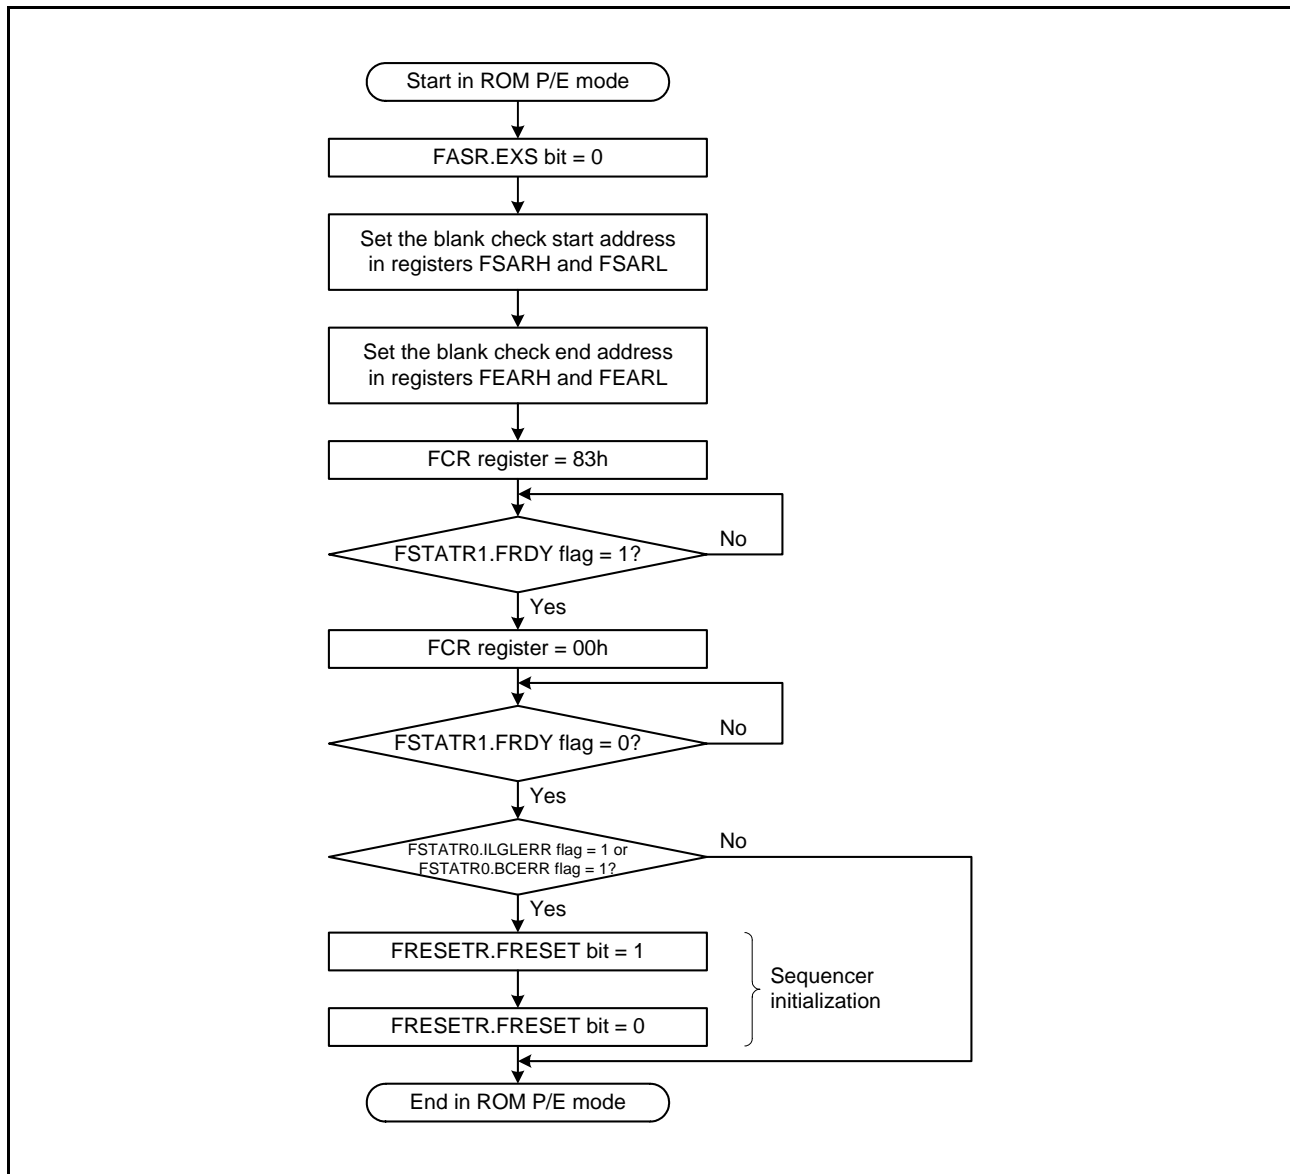 Start in ROM P/E mode
FASR.EXS bit = 0
Set the blank check start address
in registers FSARH and FSARL
Set the blank check end address
in registers FEARH and FEARL
FCR register = 83h
FSTATR1.FRDY flag = 1?
No
Yes
FCR register = 00h
FSTATR1.FRDY flag = 0?
No
Yes
FSTATR0.ILGLERR flag = 1 or
FSTATR0.BCERR flag = 1?
No
Yes
FRESETR.FRESET bit = 1
Sequencer
initialization
FRESETR.FRESET bit = 0
End in ROM P/E mode